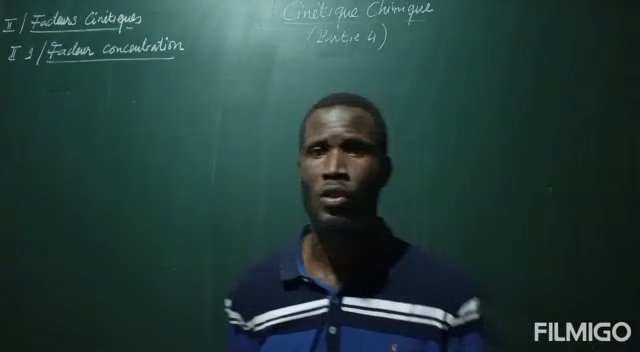 II/ Facteurs Cinétiques
II 1/ Facteur concentration
Cinétique Chimique
(Partie 4)
FILMIGO